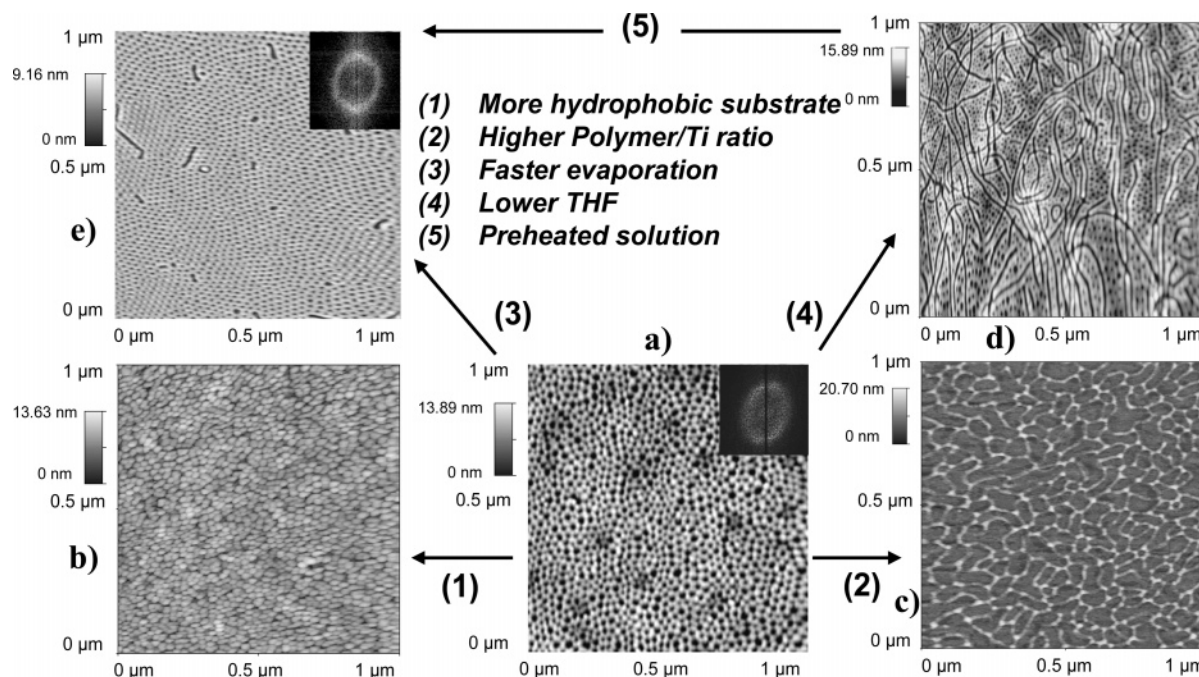 (5)
1 µm
9.16 nm
0 nm
0.5 µm
e)
0 µm
0 µm 0.5 µm 1 µm
(1) More hydrophobic substrate
(2) Higher Polymer/Ti ratio
(3) Faster evaporation
(4) Lower THF
(5) Preheated solution
1 µm
15.89 nm
0 nm
0.5 µm
0 µm
0 µm 0.5 µm 1 µm
d)
(3)
(4)
a)
1 µm
13.63 nm
0 nm
0.5 µm
b)
0 µm
0 µm 0.5 µm 1 µm
(1)
1 µm
13.89 nm
0 nm
0.5 µm
0 µm
0 µm 0.5 µm 1 µm
(2)
1 µm
20.70 nm
0 nm
0.5 µm
c)
0 µm
0 µm 0.5 µm 1 µm